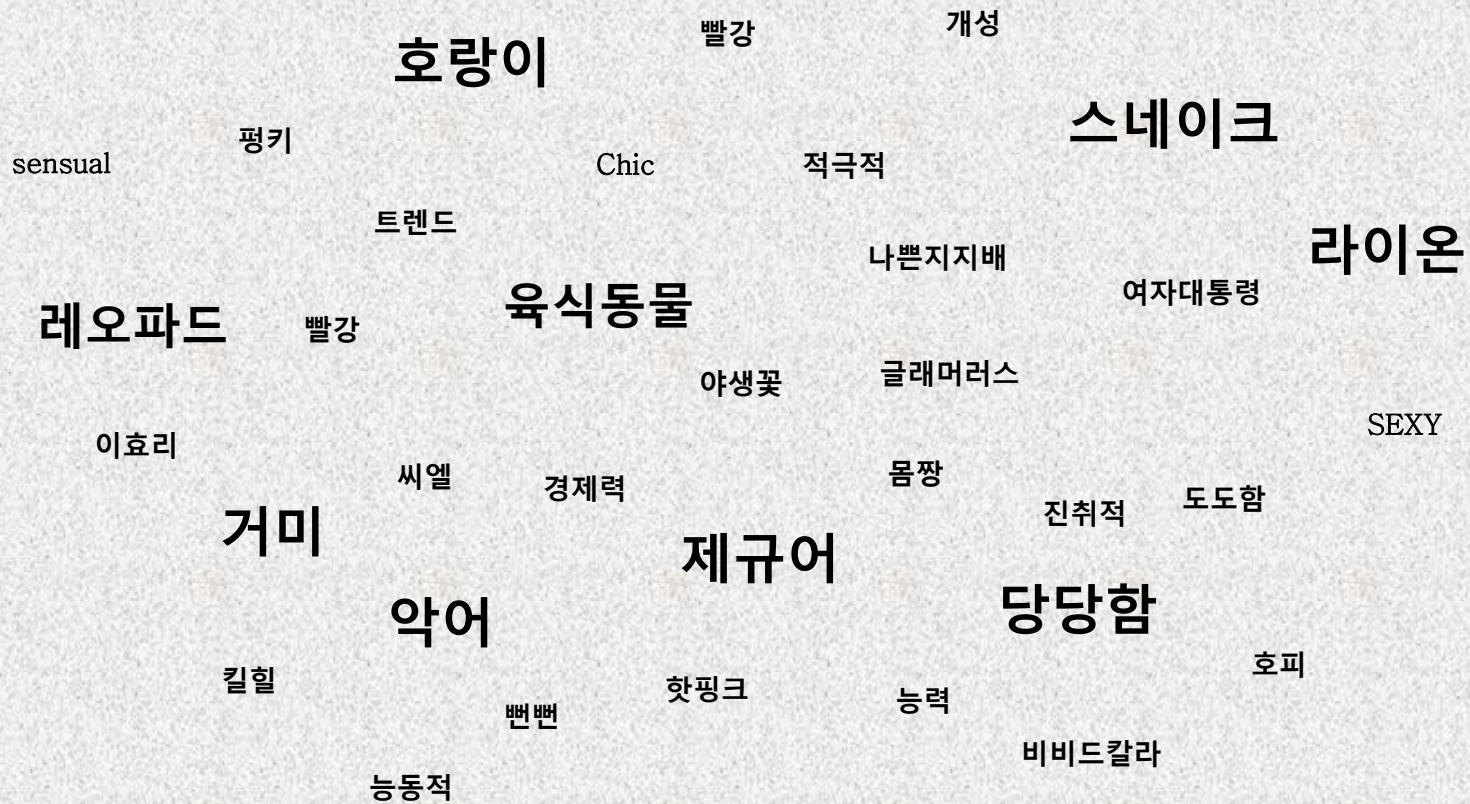 개성
빨강
호랑이
스네이크
펑키
sensual
Chic
적극적
트렌드
라이온
나쁜지지배
여자대통령
육식동물
레오파드
빨강
글래머러스
야생꽃
SEXY
이효리
몸짱
씨엘
경제력
도도함
진취적
거미
제규어
당당함
악어
호피
킬힐
핫핑크
능력
뻔뻔
비비드칼라
능동적